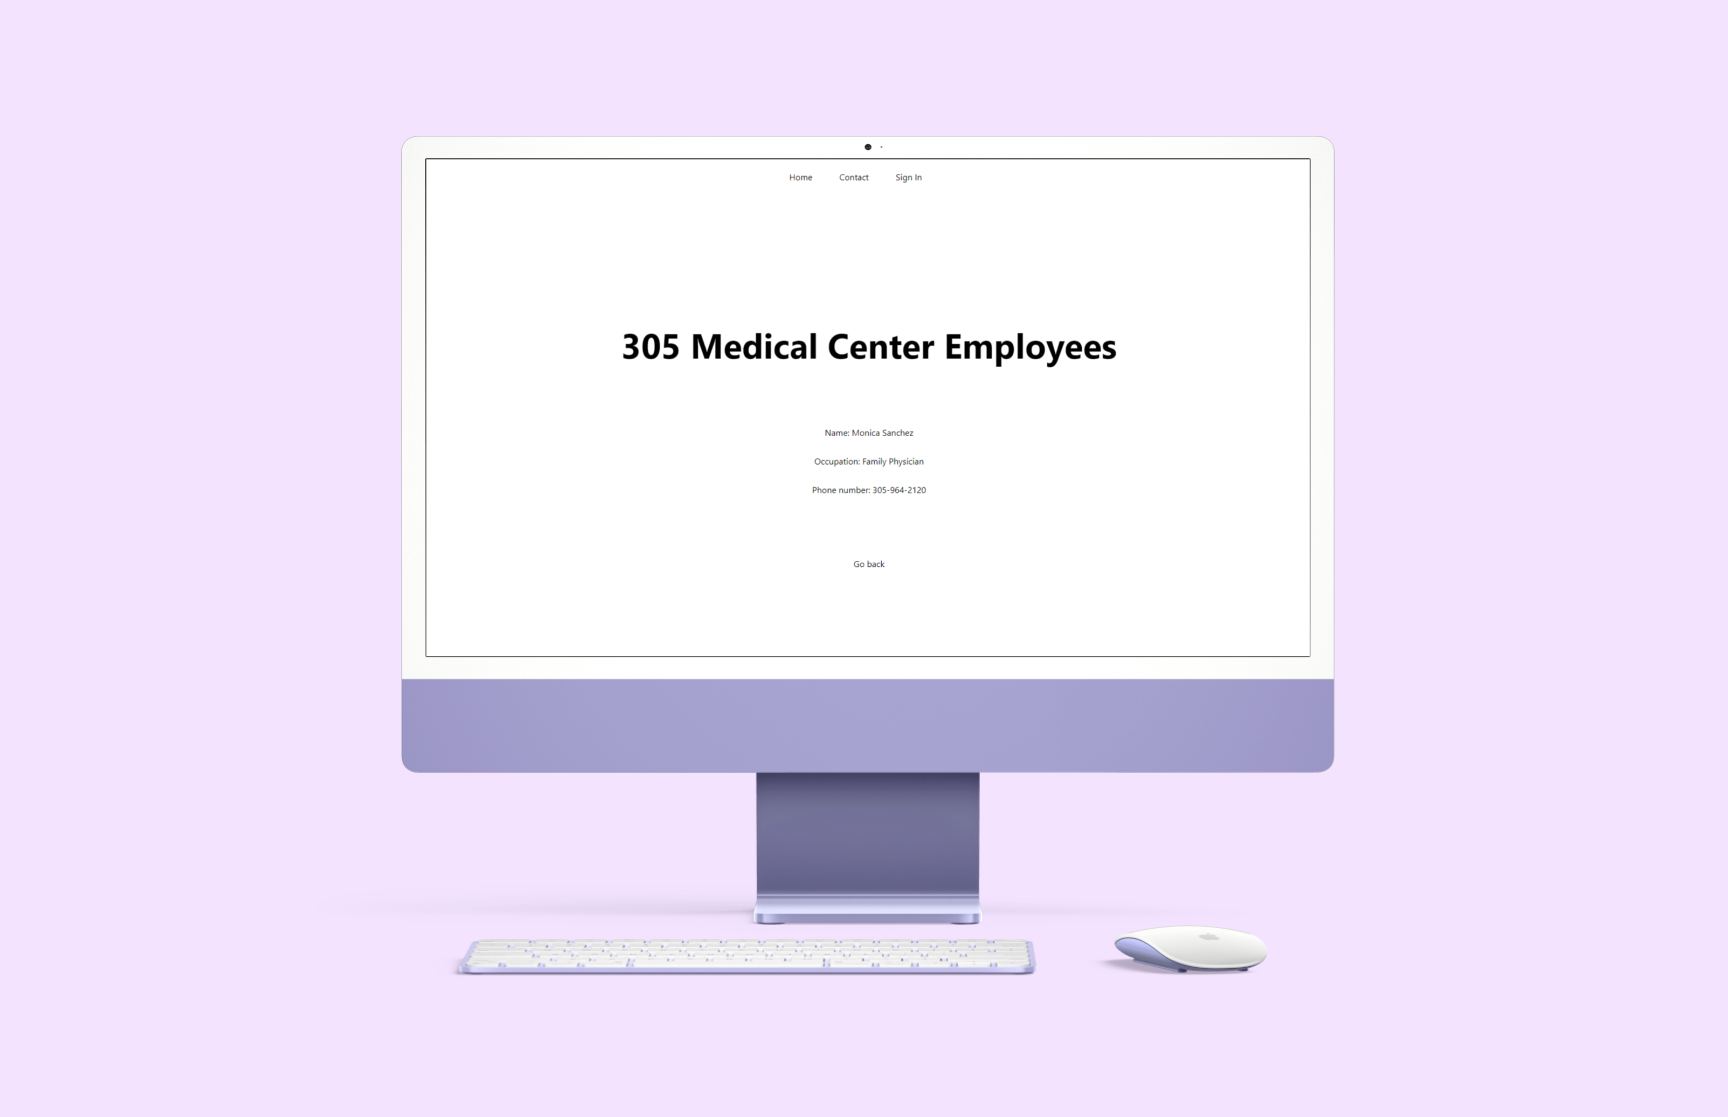 Home Contact Sign In
305 Medical Center Employees
Name: Monica Sanchez
Occupation: Family Physician
Phone number: 305-964-2120
Go back